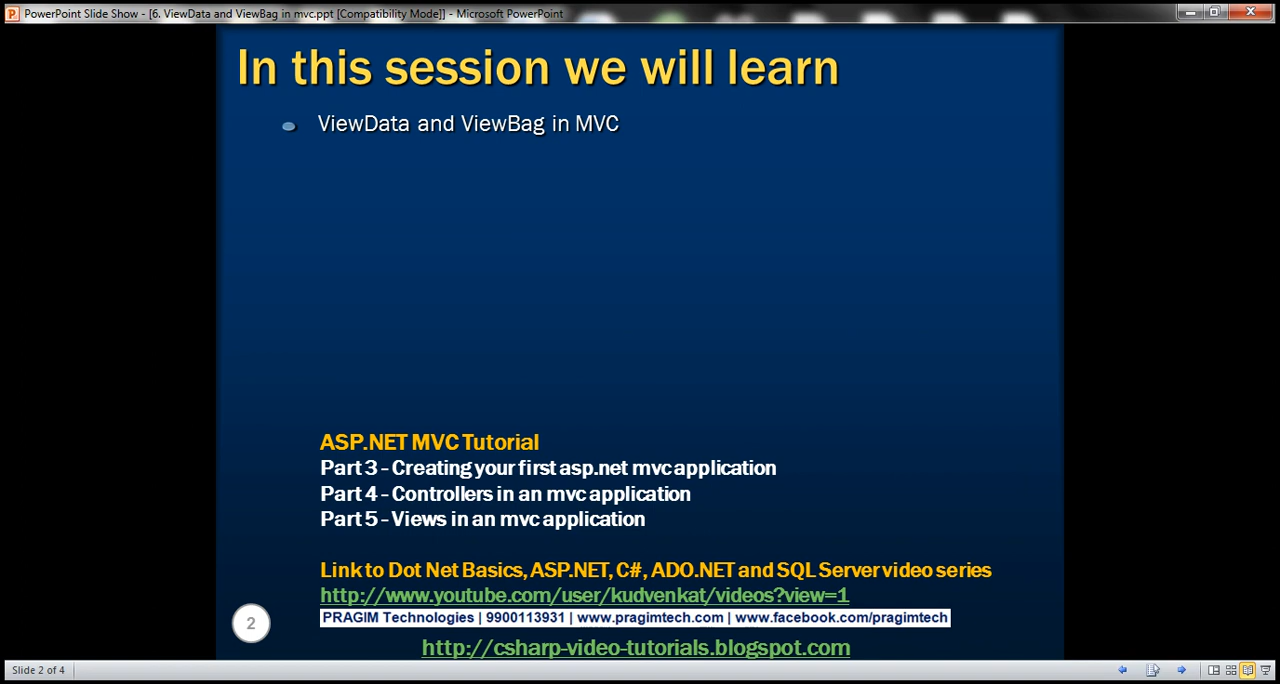 PowerPoint Slide Show - [6. ViewData and ViewBag in mvc.ppt [Compatibility Mode]] - Microsoft PowerPoint
In this session we will learn
ViewData and ViewBag in MVC
ASP.NET MVC Tutorial
Part 3 - Creating your first asp.net mvc application
Part 4 - Controllers in an mvc application
Part 5 - Views in an mvc application
Link to Dot Net Basics, ASP.NET, C#, ADO.NET and SQL Server video series
http://www.youtube.com/user/kudvenkat/videos?view=1
2
PRAGIM Technologies | 9900113931 | www.pragimtech.com | www.facebook.com/pragimtech
http://csharp-video-tutorials.blogspot.com
Slide 2 of 4